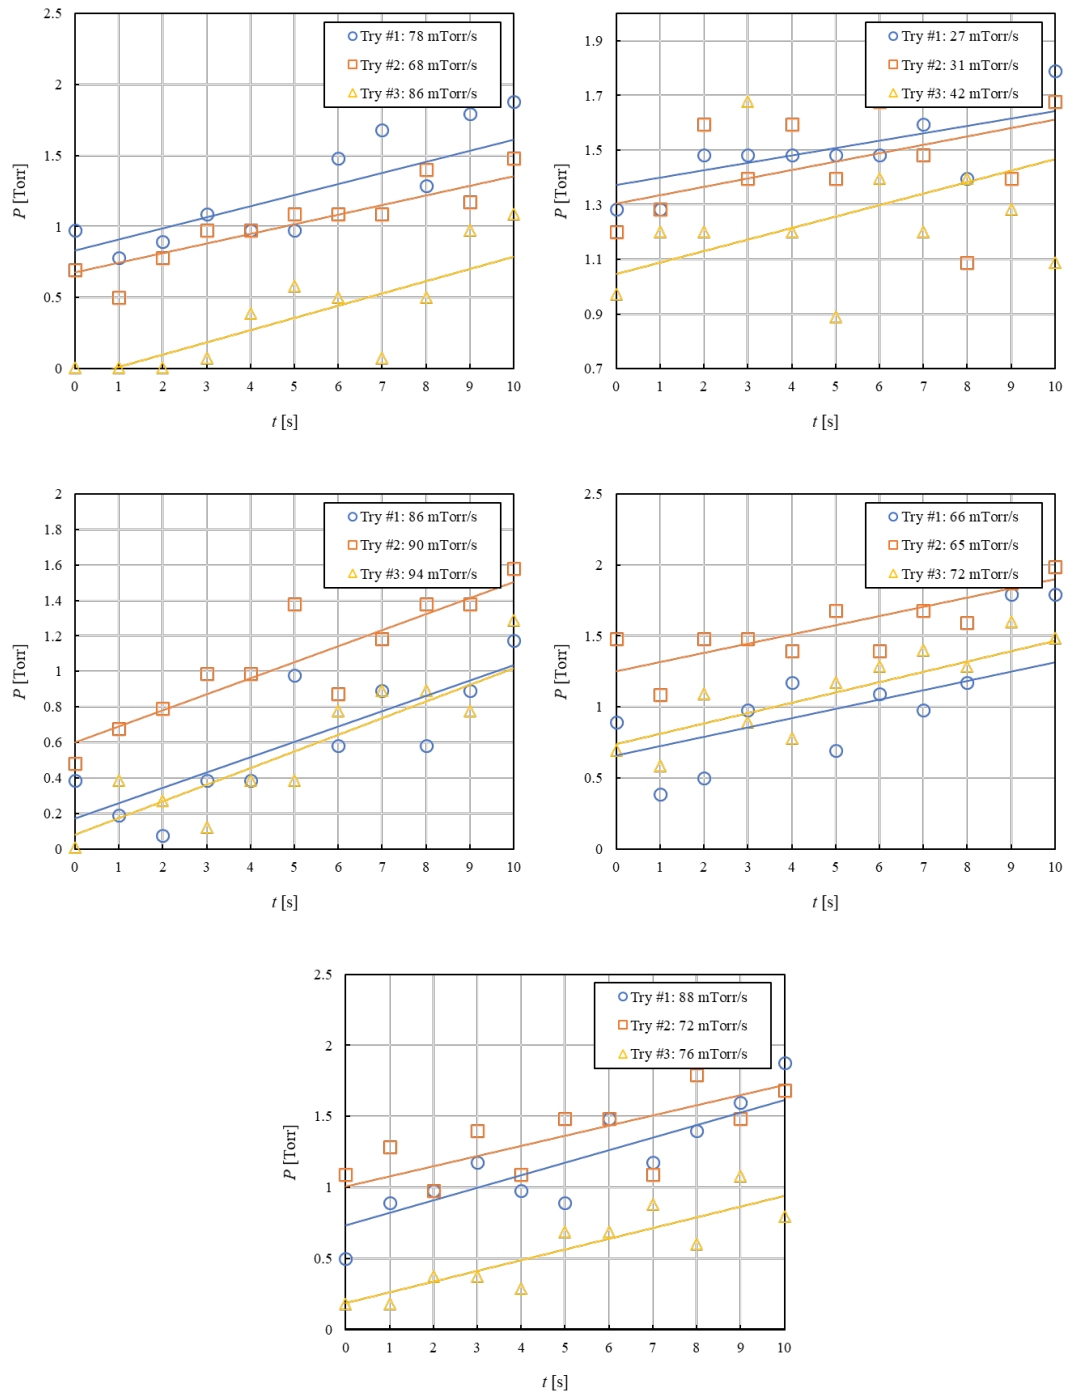 2.5
Try #1: 78 mTorr/s
Try #2: 68 mTorr/s
Try #3: 86 mTorr/s
2
1.5
1
0.5
0
P [Torr]
0 1 2 3 4 5 6 7 8 9 10
t [s]
1.9
Try #1: 27 mTorr/s
Try #2: 31 mTorr/s
Try #3: 42 mTorr/s
1.7
1.5
1.3
1.1
0.9
0.7
P [Torr]
0 1 2 3 4 5 6 7 8 9 10
t [s]
2
Try #1: 86 mTorr/s
Try #2: 90 mTorr/s
Try #3: 94 mTorr/s
1.8
1.6
1.4
1.2
1
0.8
0.6
0.4
0.2
0
P [Torr]
0 1 2 3 4 5 6 7 8 9 10
t [s]
2.5
Try #1: 66 mTorr/s
Try #2: 65 mTorr/s
Try #3: 72 mTorr/s
2
1.5
1
0.5
0
P [Torr]
0 1 2 3 4 5 6 7 8 9 10
t [s]
2.5
Try #1: 88 mTorr/s
Try #2: 72 mTorr/s
Try #3: 76 mTorr/s
2
1.5
1
0.5
0
P [Torr]
0 1 2 3 4 5 6 7 8 9 10
t [s]